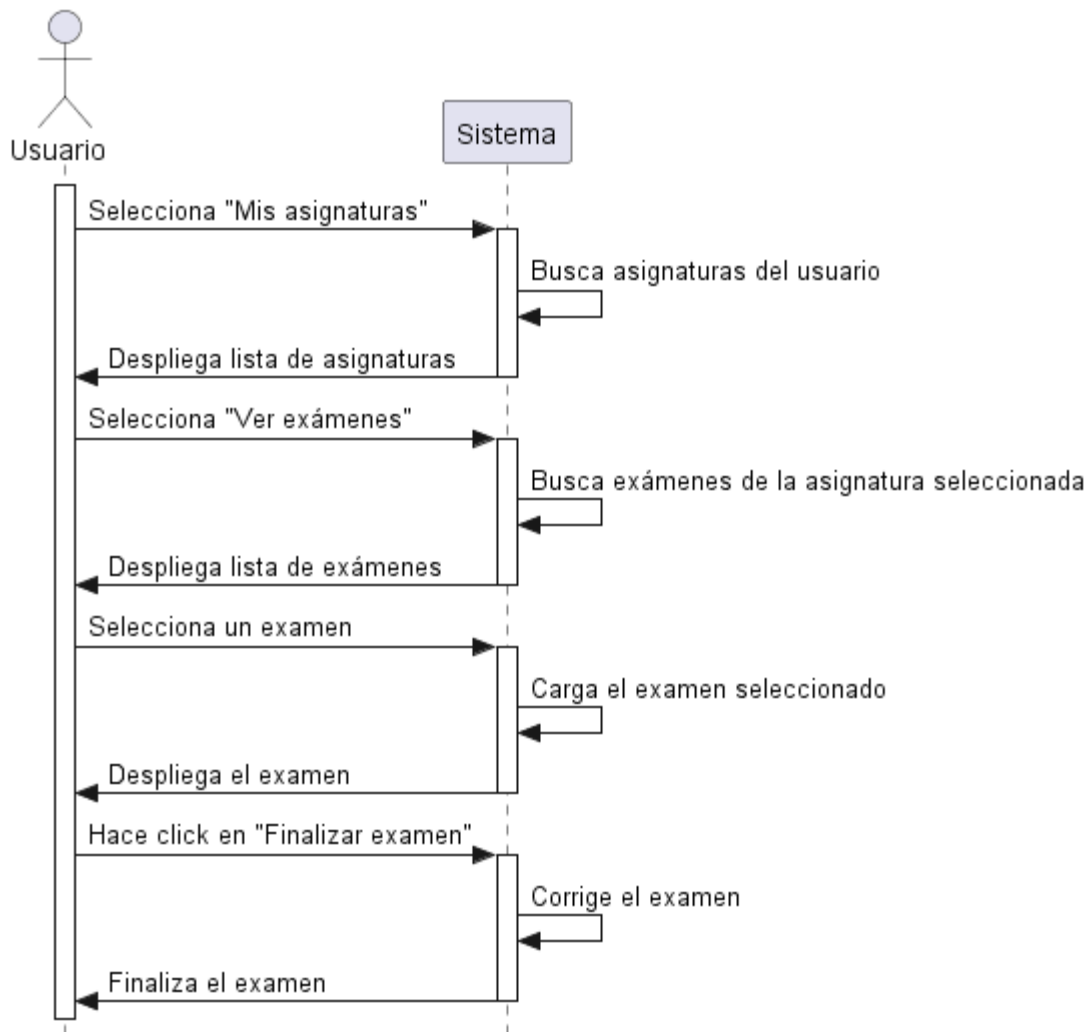 Usuario
Sistema
Selecciona "Mis asignaturas"
Busca asignaturas del usuario
Despliega lista de asignaturas
Selecciona "Ver exámenes"
Busca exámenes de la asignatura seleccionada
Despliega lista de exámenes
Selecciona un examen
Carga el examen seleccionado
Despliega el examen
Hace click en "Finalizar examen"
Corrige el examen
Finaliza el examen